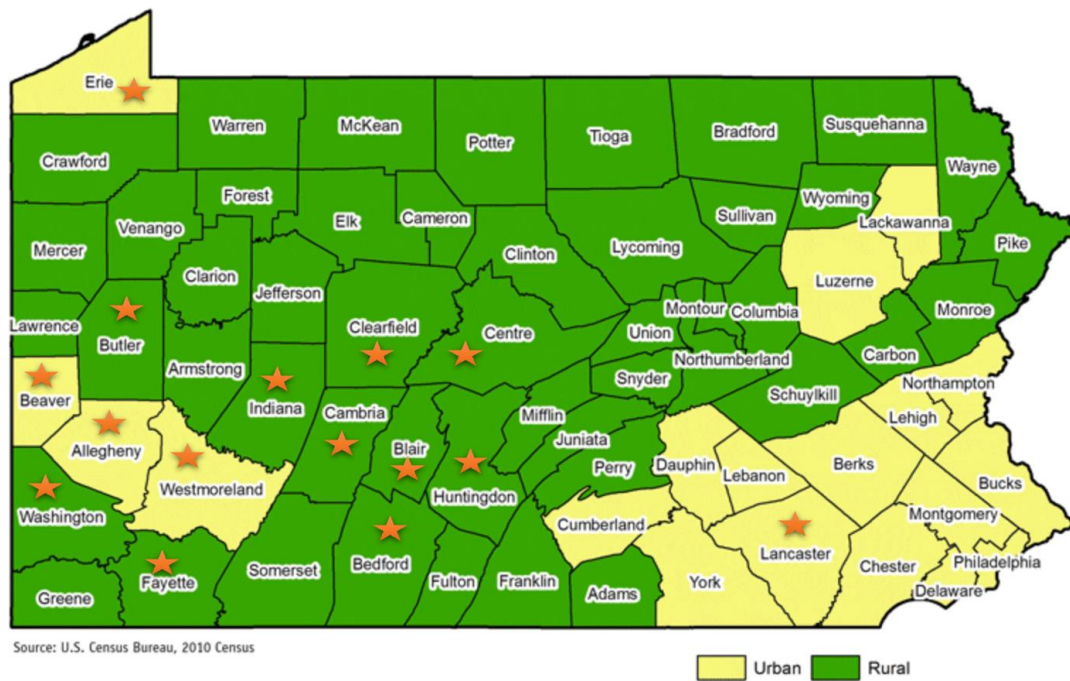 Erie
Warren
McKean
Potter
Tioga
Bradford
Susquehanna
Wayne
Crawford
Forest
Elk
Cameron
Sullivan
Wyoming
Lackawanna
Pike
Mercer
Venango
Clarion
Jefferson
Clinton
Lycoming
Luzerne
Monroe
Lawrence
Butler
Armstrong
Clearfield
Centre
Union
Montour
Columbia
Carbon
Beaver
Indiana
Cambria
Blair
Mifflin
Snyder
Northumberland
Schuylkill
Northampton
Lehigh
Allegheny
Westmoreland
Huntingdon
Juniata
Perry
Dauphin
Lebanon
Berks
Bucks
Washington
Fayette
Somerset
Bedford
Fulton
Franklin
Cumberland
Adams
York
Lancaster
Chester
Montgomery
Philadelphia
Delaware
Greene
Source: U.S. Census Bureau, 2010 Census
Urban
Rural